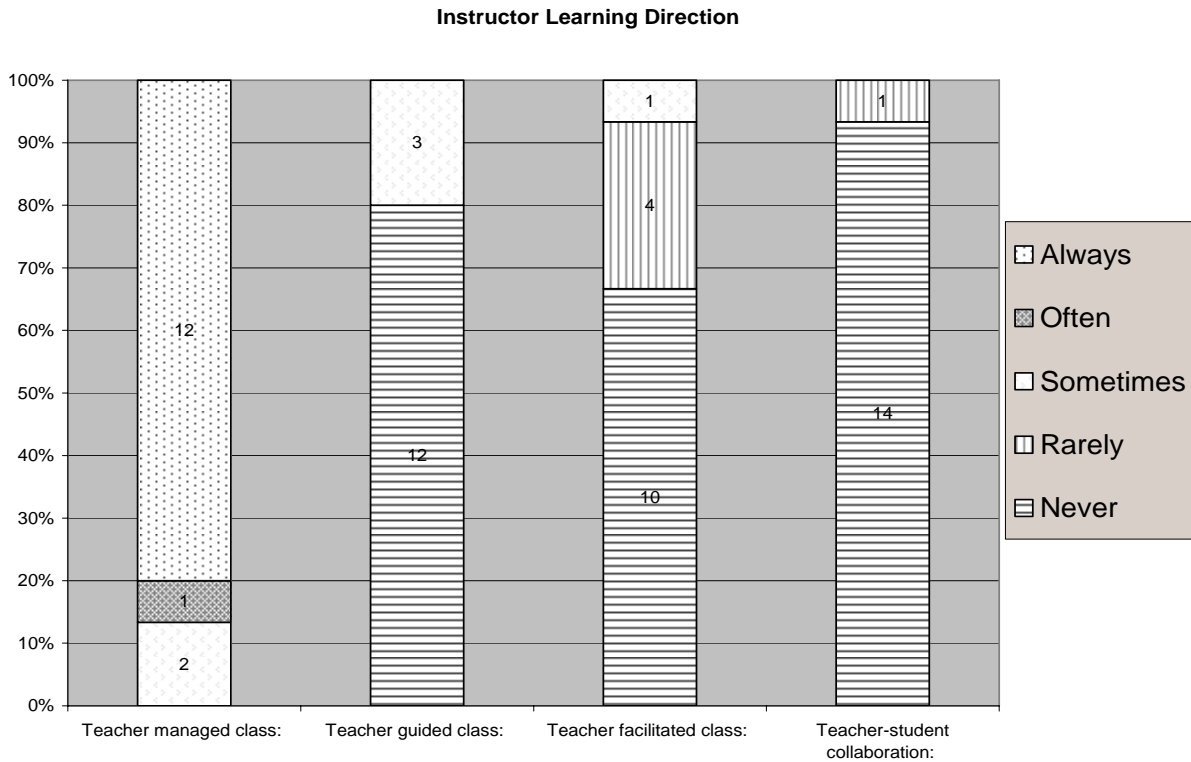 Instructor Learning Direction
100%
90%
80%
70%
60%
50%
40%
30%
20%
10%
0%
12
1
2
3
12
1
4
10
1
14
Teacher managed class:
Teacher guided class:
Teacher facilitated class:
Teacher-student
collaboration:
Always
Often
Sometimes
Rarely
Never